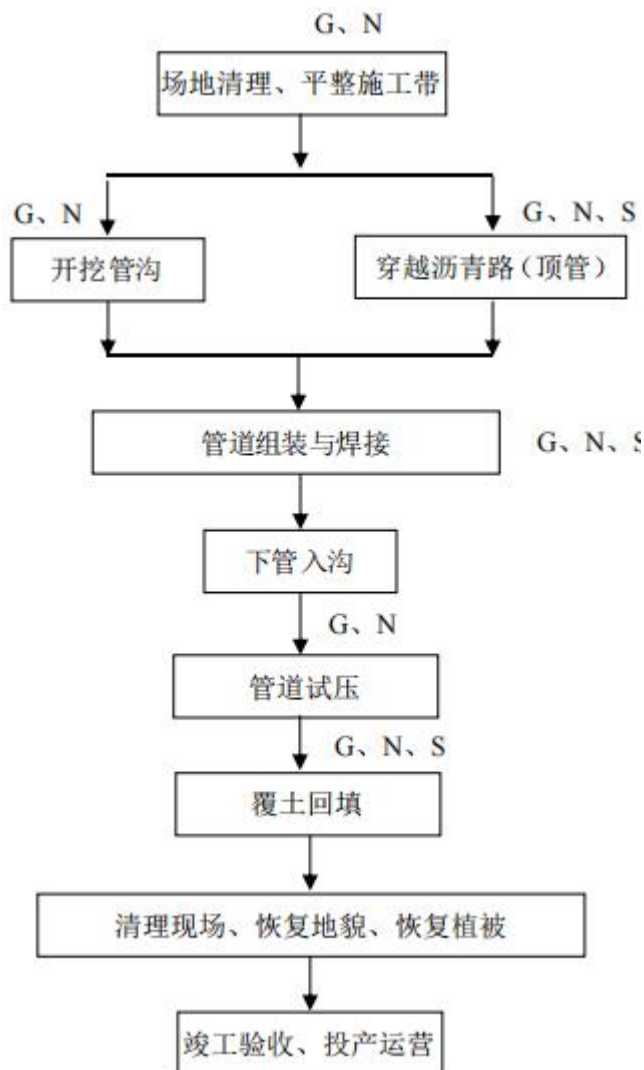 G、N
场地清理、平整施工带
G、N
G、N、S
开挖管沟
穿越沥青路（顶管）
管道组装与焊接
G、N、S
下管入沟
G、N
管道试压
G、N、S
覆土回填
清理现场、恢复地貌、恢复植被
竣工验收、投产运营